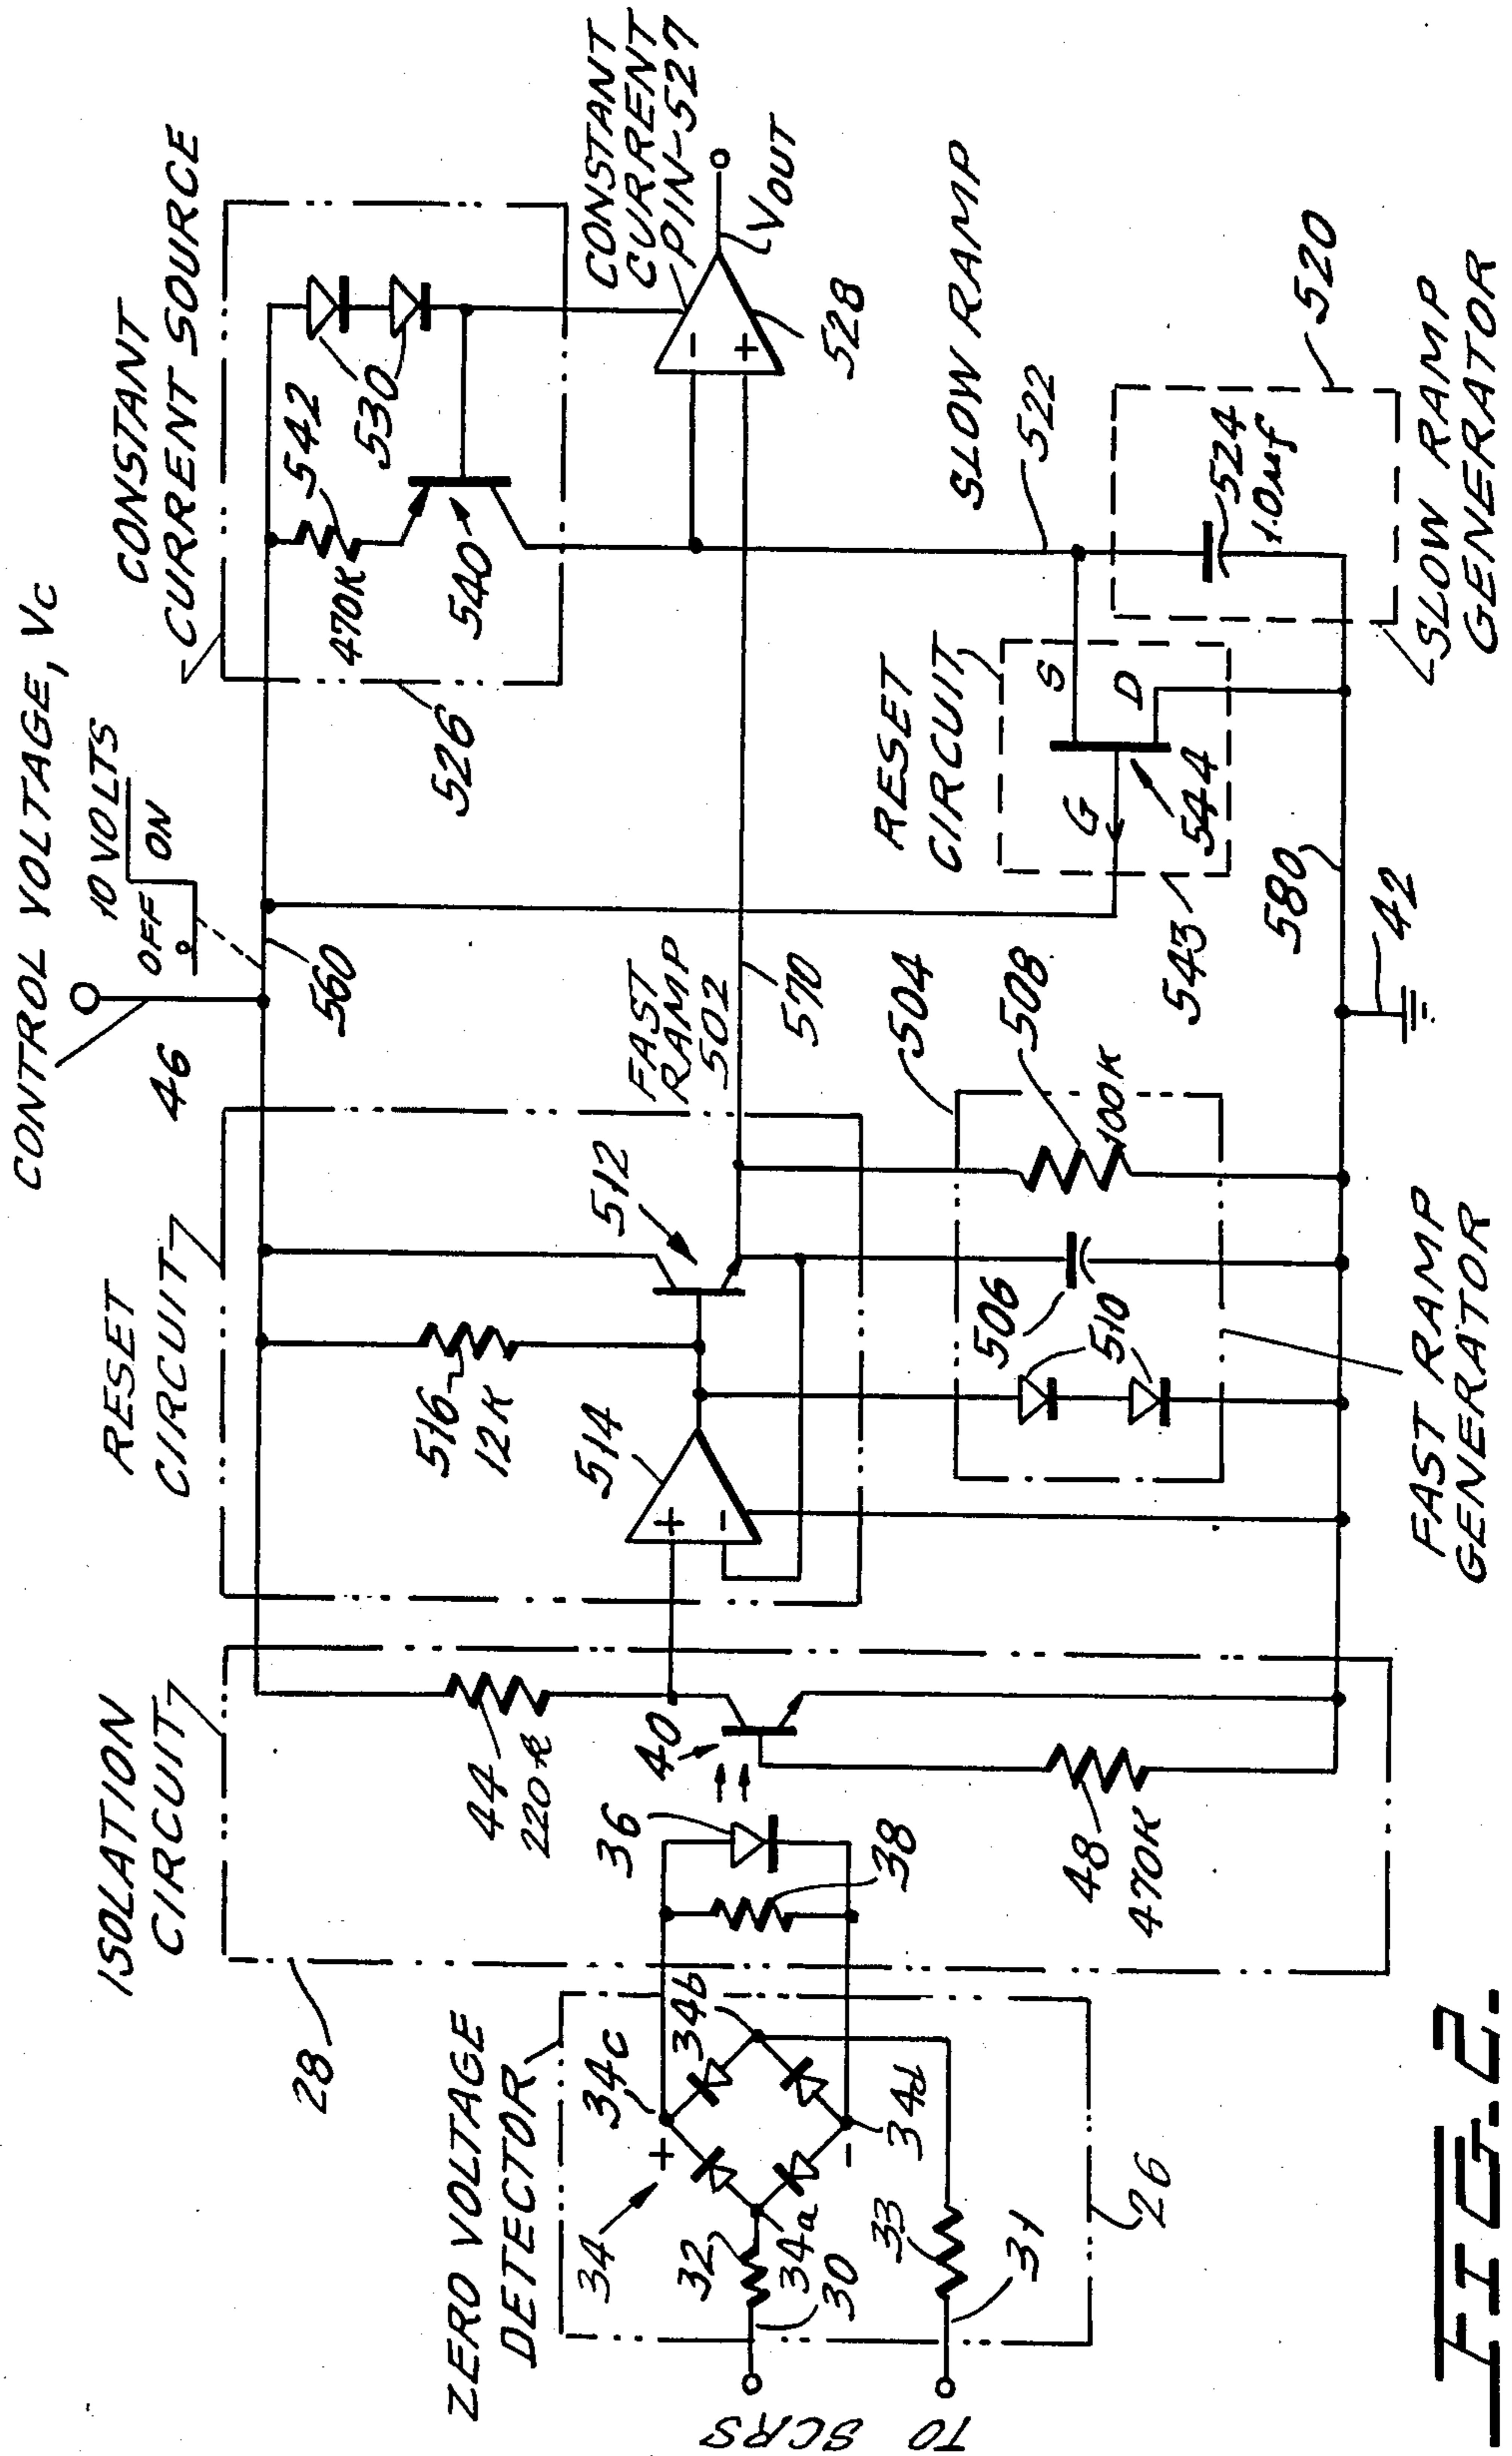 CONTROL VOLTAGE, VC
46
10 VOLTS
OFF
ON
0
560
ISOLATION
CIRCUIT
28
RESET
CIRCUIT
CONSTANT
CURRENT SOURCE
526
542
470K
530
540
CONSTANT
CURRENT
PIN-527
VOUT
528
-
+
ZERO VOLTAGE
DETECTOR
34
34c
+
34b
34a
34d
-
32
30
33
31
26
TO SCRS
36
38
40
44
220K
48
470K
514
+
-
516
12K
512
FAST
RAMP
502
570
504
506
510
508
100K
FAST RAMP
GENERATOR
RESET
CIRCUIT
G
S
D
544
543
580
42
SLOW RAMP
522
524
1.0µf
520
SLOW RAMP
GENERATOR
FIG. 2.